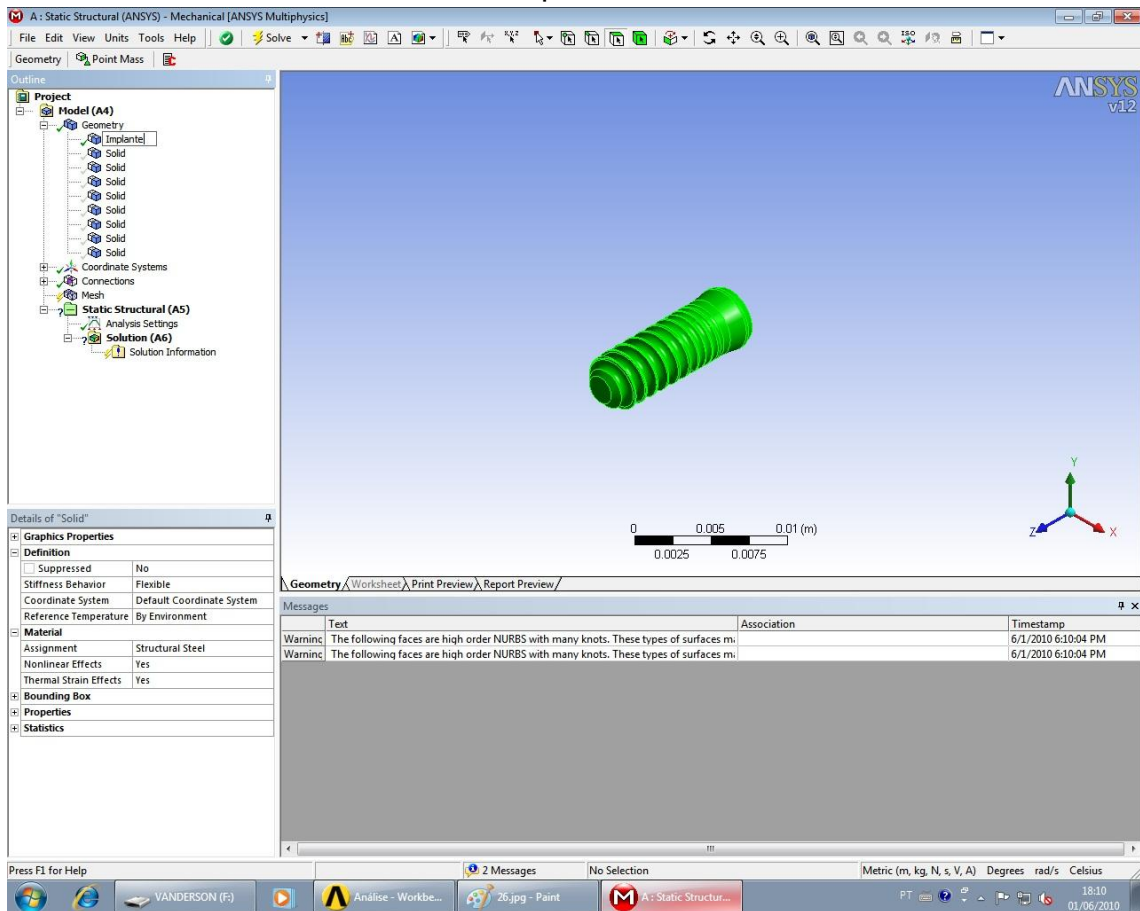 A : Static Structural (ANSYS) - Mechanical [ANSYS Multiphysics]
File Edit View Units Tools Help Solve
Geometry Point Mass
Outline
ANSYS
v12
Project
Model (A4)
Geometry
Implante
Solid
Solid
Solid
Solid
Solid
Solid
Solid
Solid
Coordinate Systems
Connections
Mesh
Static Structural (A5)
Analysis Settings
Solution (A6)
Solution Information
Y
Z X
0 0.005 0.01 (m)
0.0025 0.0075
Details of "Solid"
Graphics Properties
Definition
Suppressed No
Stiffness Behavior Flexible
Coordinate System Default Coordinate System
Reference Temperature By Environment
Material
Assignment Structural Steel
Nonlinear Effects Yes
Thermal Strain Effects Yes
Bounding Box
Properties
Statistics
Geometry Worksheet Print Preview Report Preview
Messages
Text Association Timestamp
Warning The following faces are high order NURBS with many knots. These types of surfaces m 6/1/2010 6:10:04 PM
Warning The following faces are high order NURBS with many knots. These types of surfaces m 6/1/2010 6:10:04 PM
Press F1 for Help 2 Messages No Selection Metric (m, kg, N, s, V, A) Degrees rad/s Celsius
VANDERSON (F:) Análise - Workbe... 26.jpg - Paint A : Static Structur... PT 18:10
01/06/2010